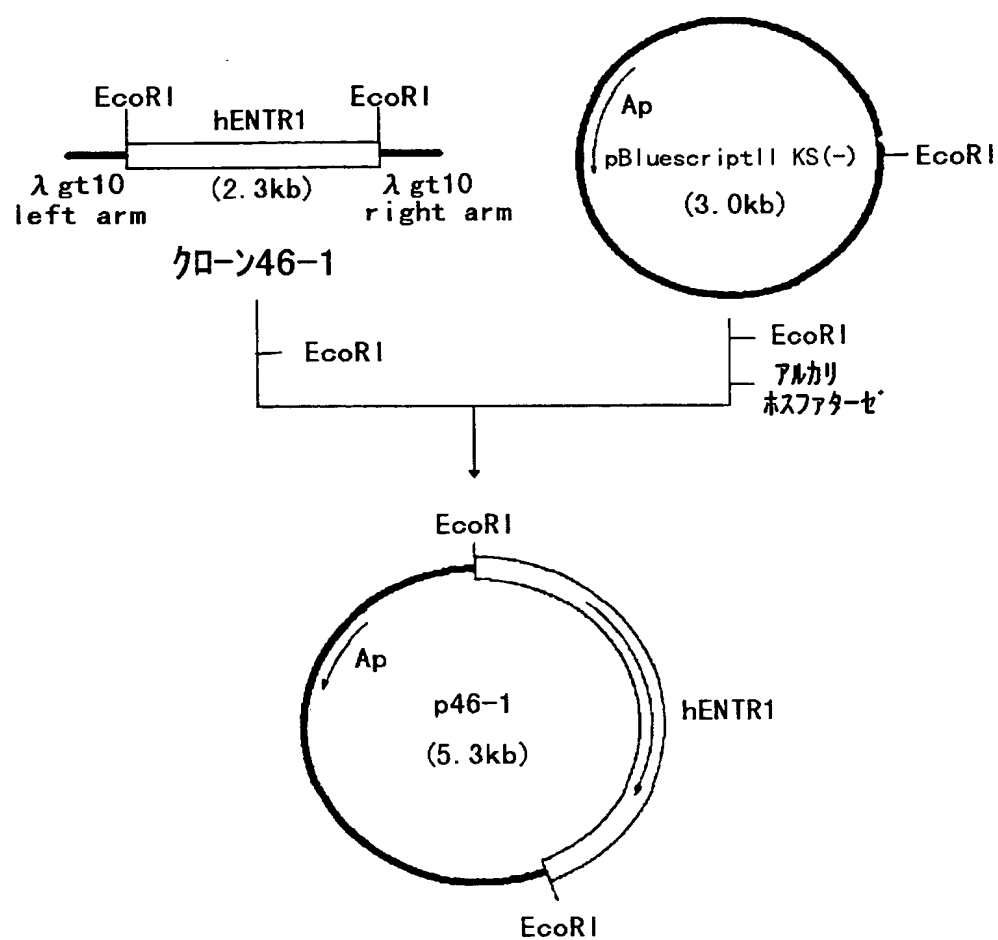 EcoRI
EcoRI
hENTR1
(2.3kb)
λgt10
left arm
λgt10
right arm
クローン46-1
Ap
pBluescriptII KS(-)
(3.0kb)
EcoRI
EcoRI
EcoRI
アルカリ
ホスファターゼ
EcoRI
Ap
p46-1
(5.3kb)
hENTR1
EcoRI